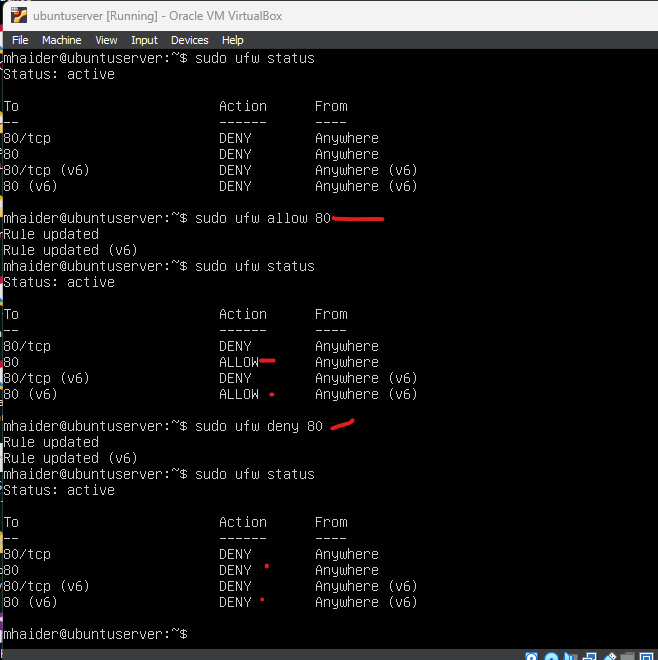 ubuntuserver [Running] - Oracle VM VirtualBox
File Machine View Input Devices Help
mhaider@ubuntuserver:~$ sudo ufw status
Status: active
To Action From
-- ------ ----
80/tcp DENY Anywhere
80 DENY Anywhere
80/tcp (v6) DENY Anywhere (v6)
80 (v6) DENY Anywhere (v6)
mhaider@ubuntuserver:~$ sudo ufw allow 80
Rule updated
Rule updated (v6)
mhaider@ubuntuserver:~$ sudo ufw status
Status: active
To Action From
-- ------ ----
80/tcp DENY Anywhere
80 ALLOW Anywhere
80/tcp (v6) DENY Anywhere (v6)
80 (v6) ALLOW Anywhere (v6)
mhaider@ubuntuserver:~$ sudo ufw deny 80
Rule updated
Rule updated (v6)
mhaider@ubuntuserver:~$ sudo ufw status
Status: active
To Action From
-- ------ ----
80/tcp DENY Anywhere
80 DENY Anywhere
80/tcp (v6) DENY Anywhere (v6)
80 (v6) DENY Anywhere (v6)
mhaider@ubuntuserver:~$